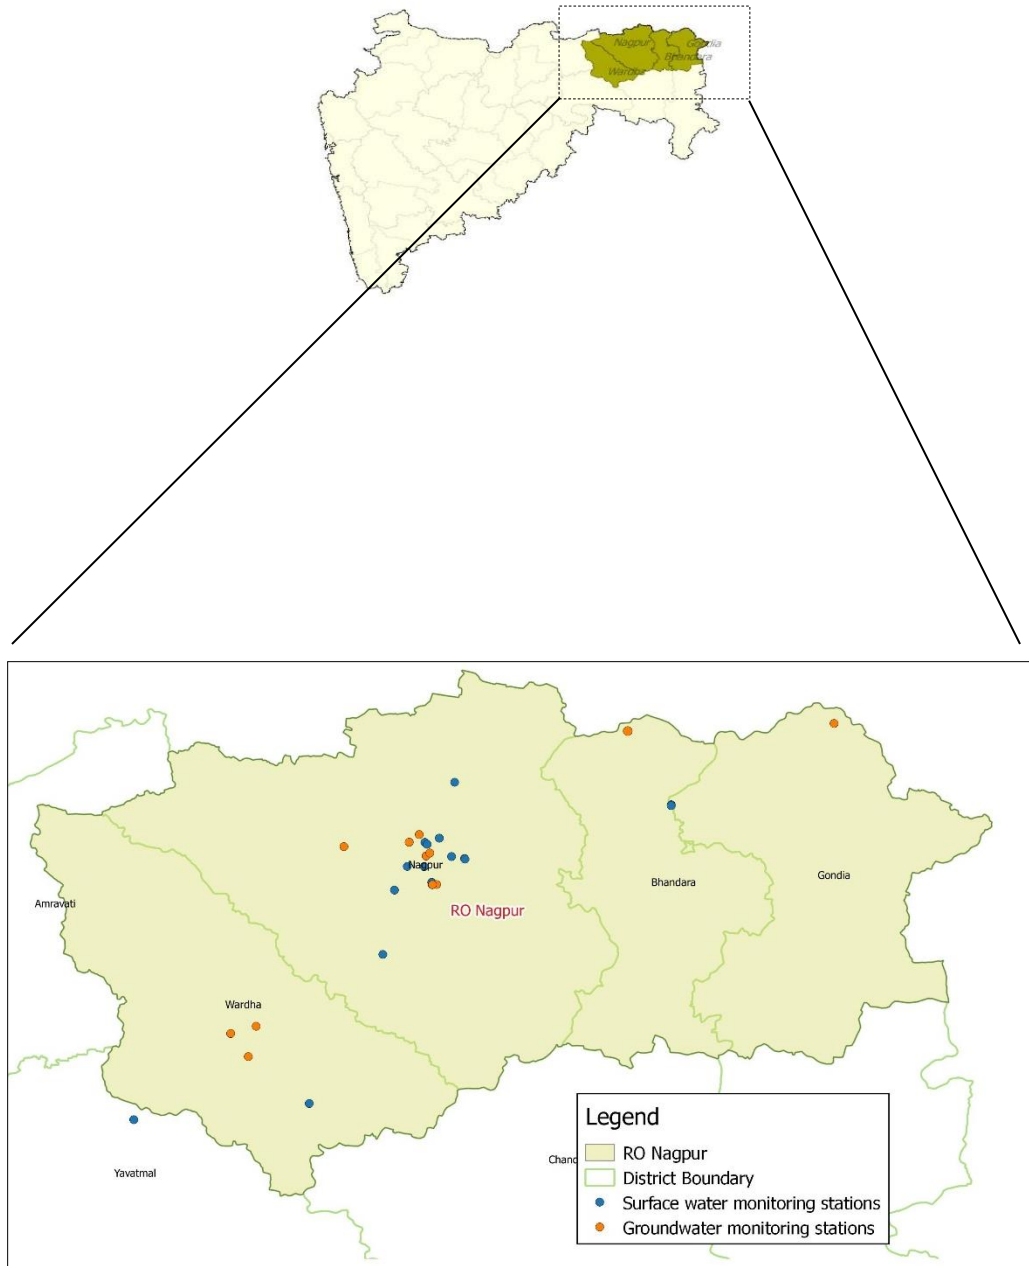 Nagpur
Gondia
Bhandara
Wardha
Amravati
Nagpur
RO Nagpur
Bhandara
Gondia
Wardha
Yavatmal
Chand
Legend
RO Nagpur
District Boundary
Surface water monitoring stations
Groundwater monitoring stations